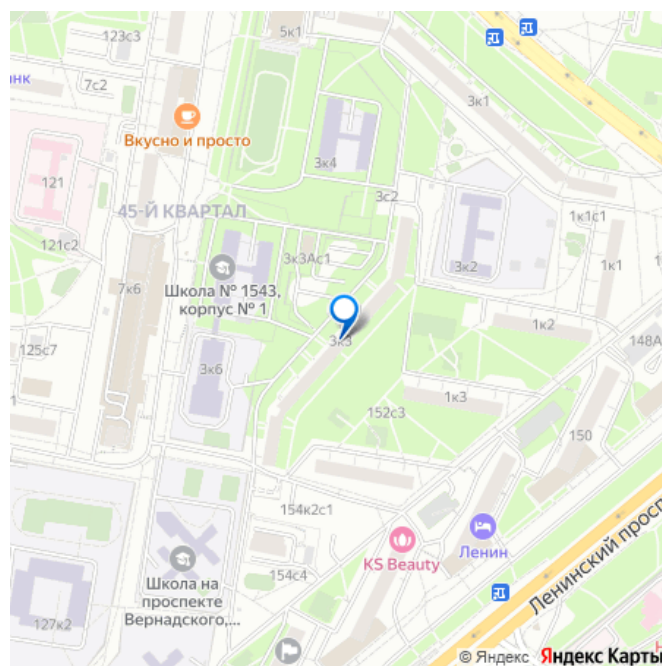 123с3
5к1
нк
7с2
3к1
Вкусно и просто
3к4
121
3с2
45-Й КВАРТАЛ
1к1с1
121с2
3к3Ас1
3к2
1к1
7к6
Школа № 1543,
корпус № 1
1к2
125с7
3к3
148А
3к6
1к3
152с3
150
154к2с1
Ленин
KS Beauty
Ленинский просп
154с4
Школа на
проспекте
Вернадского,...
127к2
© Яндекс Яндекс Карты